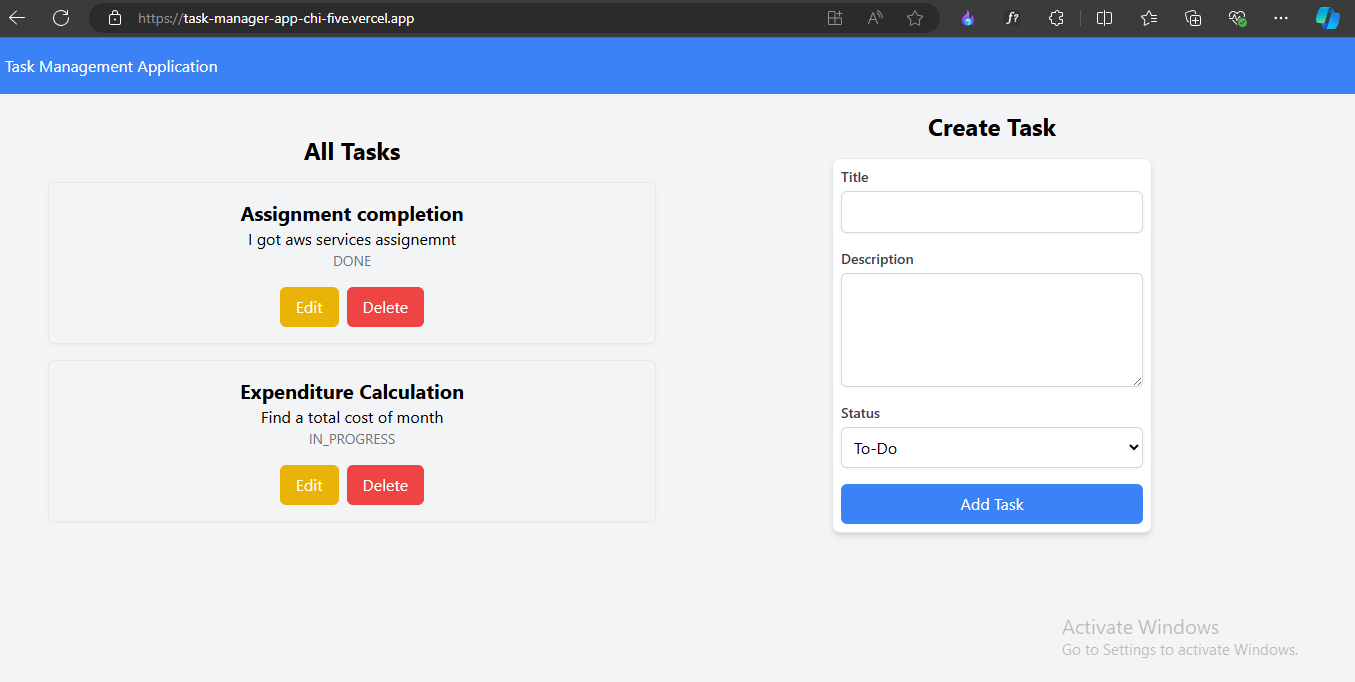 https://task-manager-app-chi-five.vercel.app
Task Management Application
All Tasks
Assignment completion
I got aws services assignemnt
DONE
Edit
Delete
Expenditure Calculation
Find a total cost of month
IN_PROGRESS
Edit
Delete
Create Task
Title
Description
Status
To-Do
Add Task
Activate Windows
Go to Settings to activate Windows.